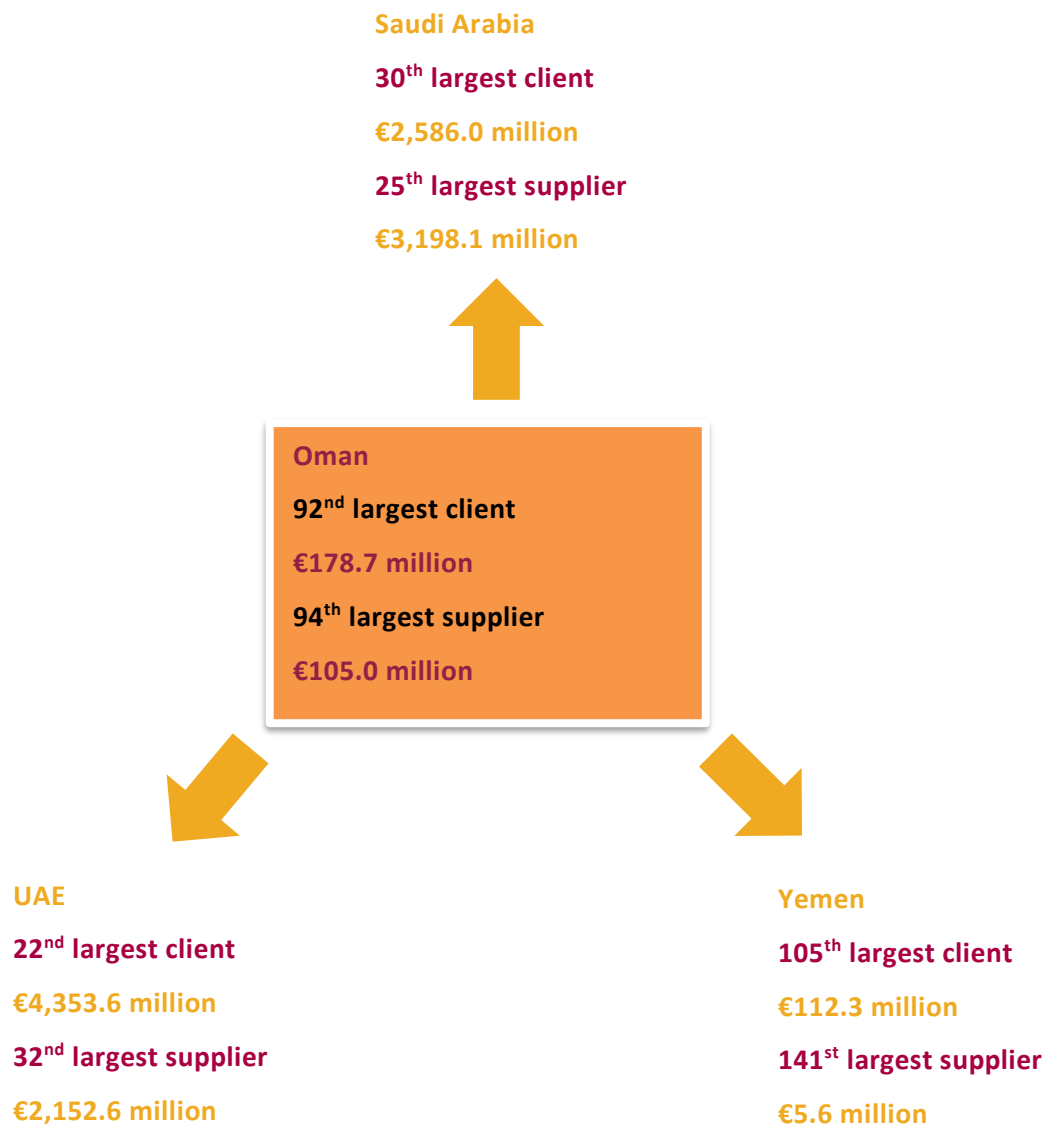 Saudi Arabia
30th largest client
€2,586.0 million
25th largest supplier
€3,198.1 million
Oman
92nd largest client
€178.7 million
94th largest supplier
€105.0 million
UAE
22nd largest client
€4,353.6 million
32nd largest supplier
€2,152.6 million
Yemen
105th largest client
€112.3 million
141st largest supplier
€5.6 million